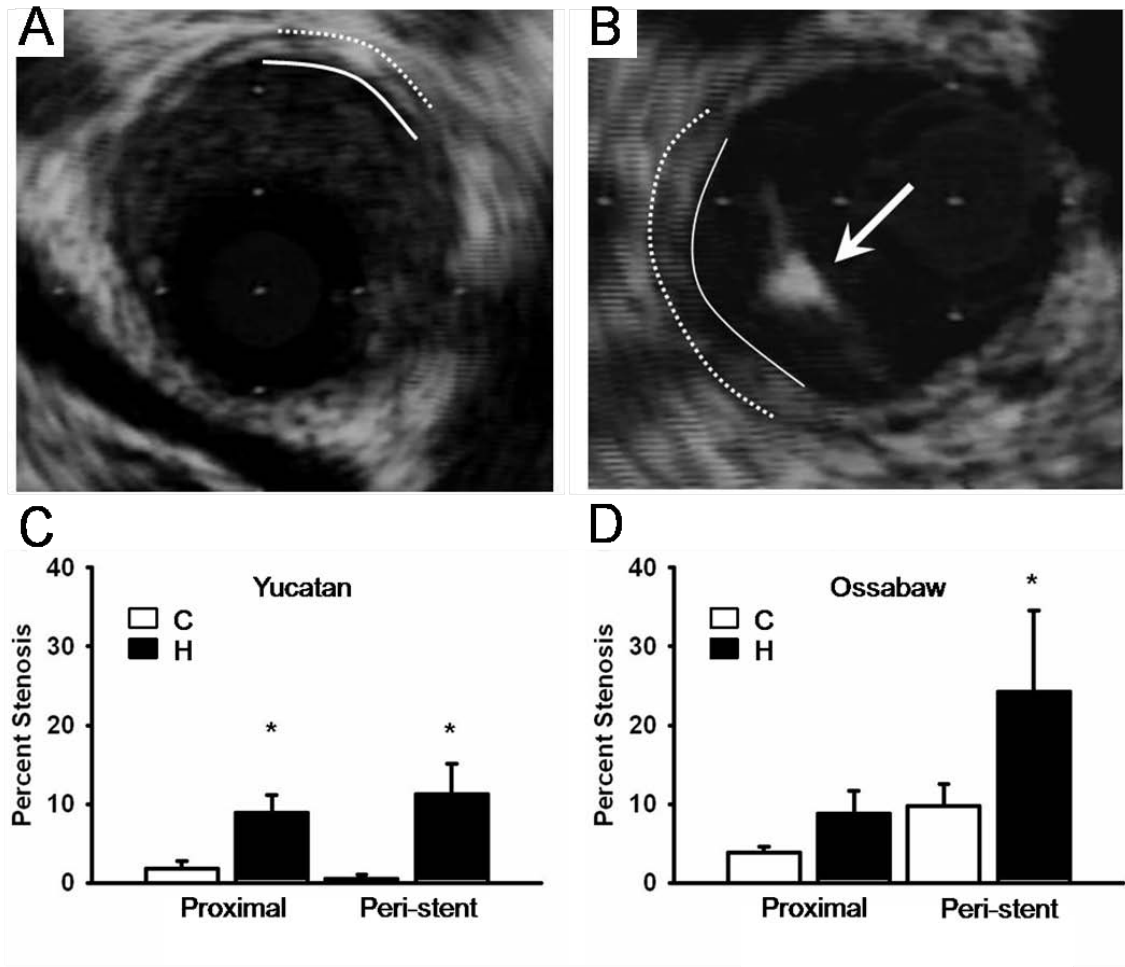 A
B
C
Percent Stenosis
40
30
20
10
0
Yucatan
C
H
*
*
Proximal
Peri-stent
D
Percent Stenosis
40
30
20
10
0
Ossabaw
C
H
*
Proximal
Peri-stent